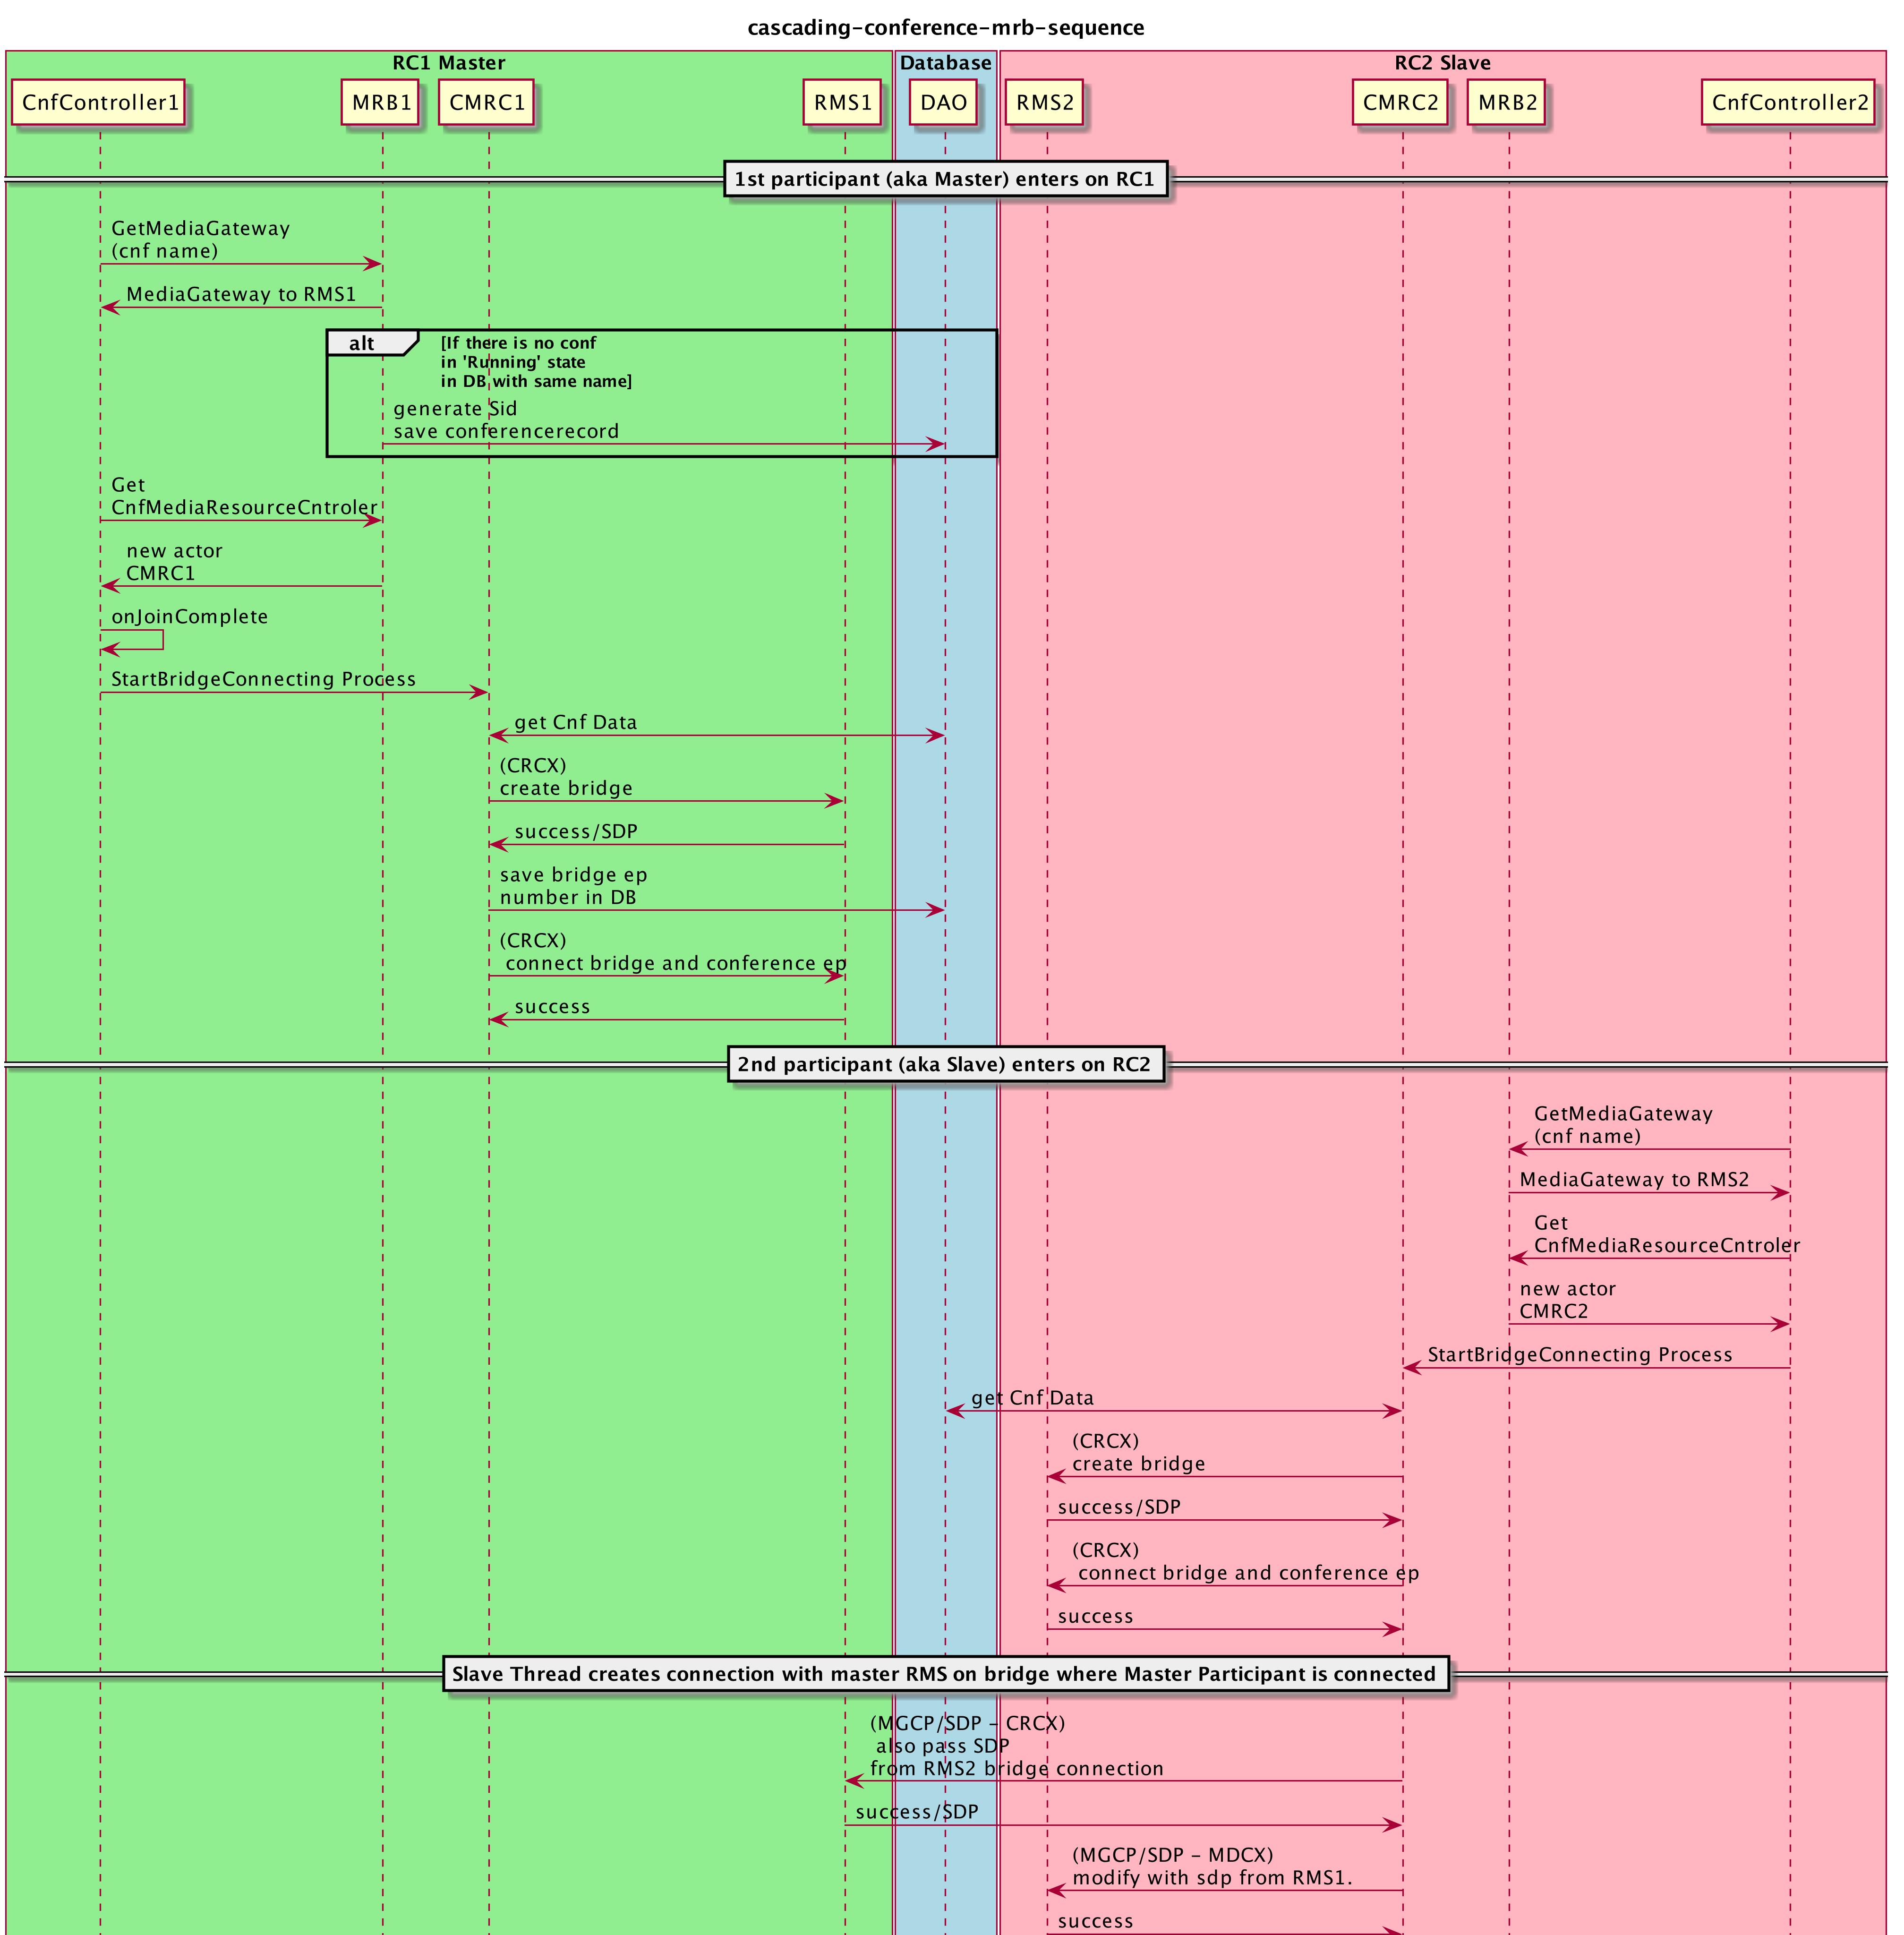 cascading-conference-mrb-sequence
RC1 Master
Database
RC2 Slave
CnfController1
MRB1
CMRC1
RMS1
DAO
RMS2
CMRC2
MRB2
CnfController2
1st participant (aka Master) enters on RC1
GetMediaGateway
(cnf name)
MediaGateway to RMS1
alt
[If there is no conf
in 'Running' state
in DB with same name]
generate Sid
save conferencerecord
Get
CnfMediaResourceCntroler
new actor
CMRC1
onJoinComplete
StartBridgeConnecting Process
get Cnf Data
(CRCX)
create bridge
success/SDP
save bridge ep
number in DB
(CRCX)
connect bridge and conference ep
success
2nd participant (aka Slave) enters on RC2
GetMediaGateway
(cnf name)
MediaGateway to RMS2
Get
CnfMediaResourceCntroler
new actor
CMRC2
StartBridgeConnecting Process
get Cnf Data
(CRCX)
create bridge
success/SDP
(CRCX)
connect bridge and conference ep
success
Slave Thread creates connection with master RMS on bridge where Master Participant is connected
(MGCP/SDP - CRCX)
also pass SDP
from RMS2 bridge connection
success/SDP
(MGCP/SDP - MDCX)
modify with sdp from RMS1.
success